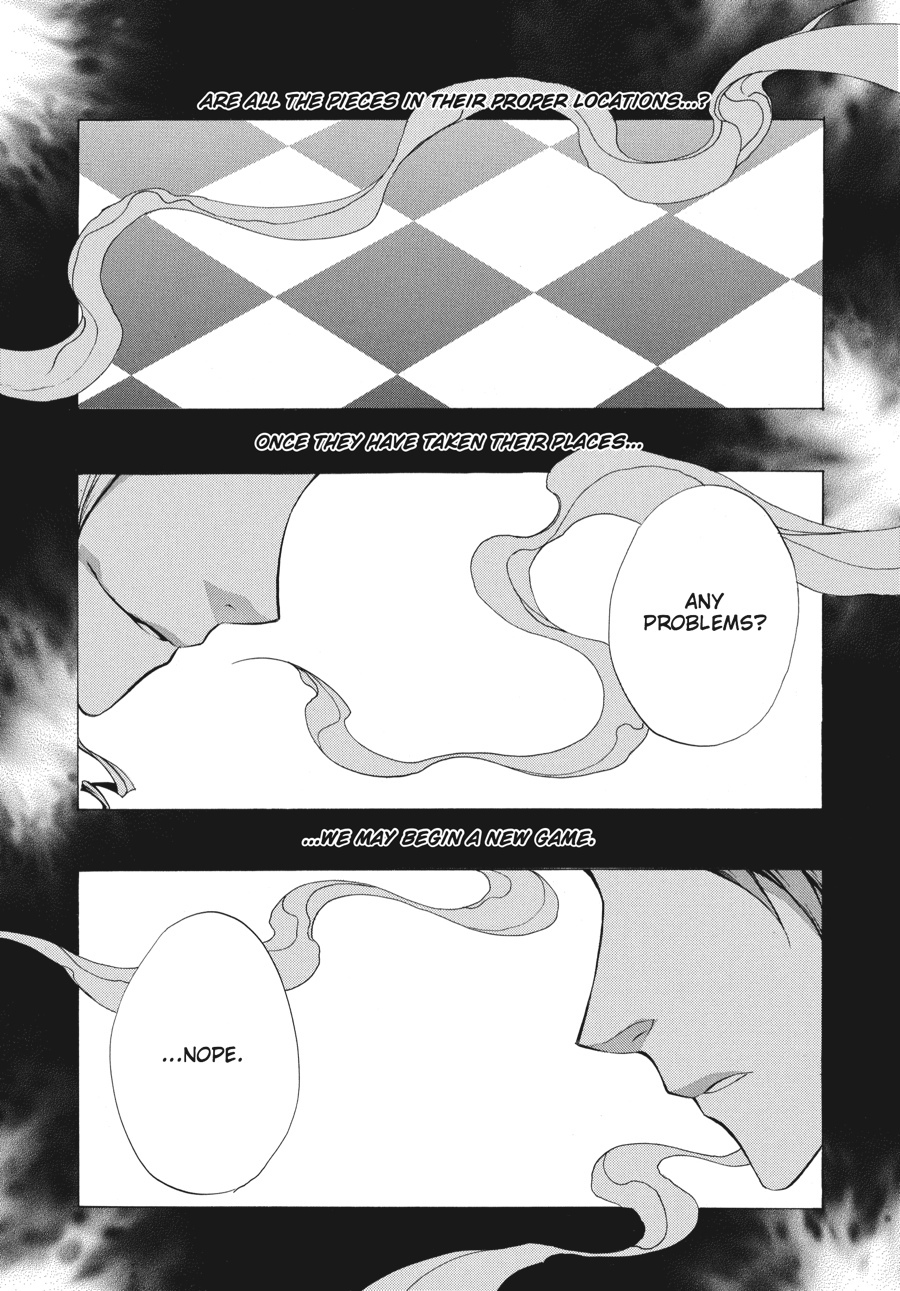 ARE ALL THE PIECES IN THEIR PROPER LOCATIONS...?
ONCE THEY HAVE TAKEN THEIR PLACES...
ANY
PROBLEMS?
...WE MAY BEGIN A NEW GAME.
...NOPE.